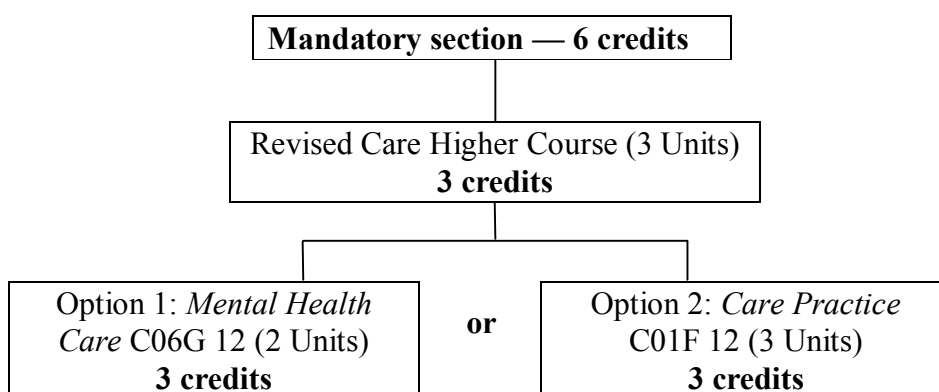 Mandatory section — 6 credits
Revised Care Higher Course (3 Units)
3 credits
Option 1: Mental Health
Care C06G 12 (2 Units)
3 credits
or
Option 2: Care Practice
C01F 12 (3 Units)
3 credits